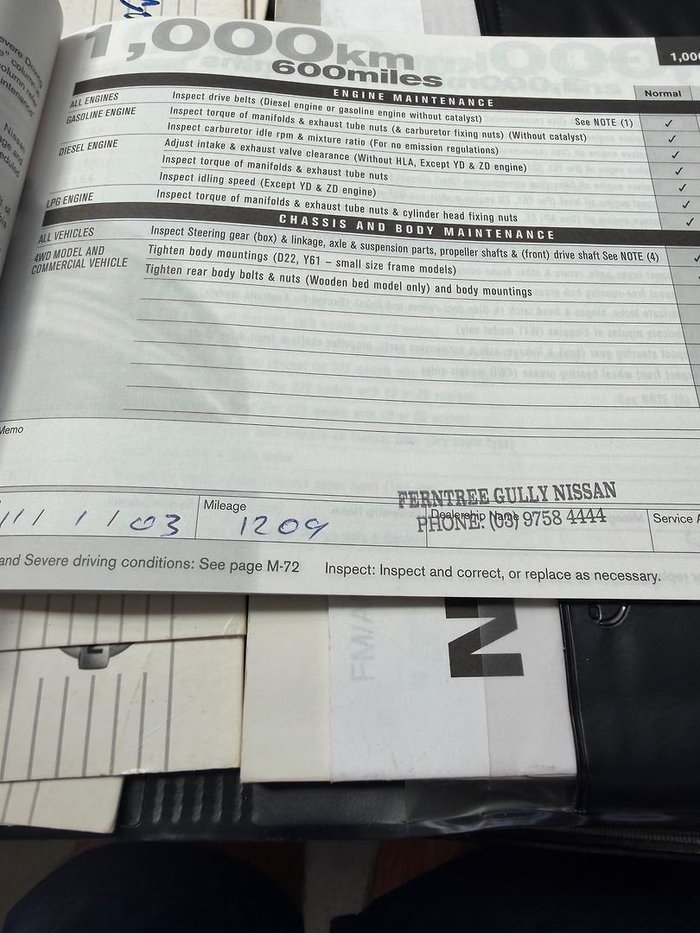 1,000km
600miles
1,00
ENGINE MAINTENANCE
Normal
ALL ENGINES Inspect drive belts (Diesel engine or gasoline engine without catalyst)
GASOLINE ENGINE Inspect torque of manifolds & exhaust tube nuts (& carburetor fixing nuts) (Without catalyst) See NOTE (1) ✓
Inspect carburetor idle rpm & mixture ratio (For no emission regulations) ✓
DIESEL ENGINE Adjust intake & exhaust valve clearance (Without HLA, Except YD & ZD engine) ✓
Inspect torque of manifolds & exhaust tube nuts ✓
Inspect idling speed (Except YD & ZD engine) ✓
LPG ENGINE Inspect torque of manifolds & exhaust tube nuts & cylinder head fixing nuts ✓
CHASSIS AND BODY MAINTENANCE
ALL VEHICLES Inspect Steering gear (box) & linkage, axle & suspension parts, propeller shafts & (front) drive shaft See NOTE (4) ✓
4WD MODEL AND Tighten body mountings (D22, Y61 – small size frame models)
COMMERCIAL VEHICLE Tighten rear body bolts & nuts (Wooden bed model only) and body mountings
Memo
Mileage
1209
03
FERNTREE GULLY NISSAN
Dealership Name
PHONE: (03) 9758 4444
Service
and Severe driving conditions: See page M-72 Inspect: Inspect and correct, or replace as necessary.
FM/A
N